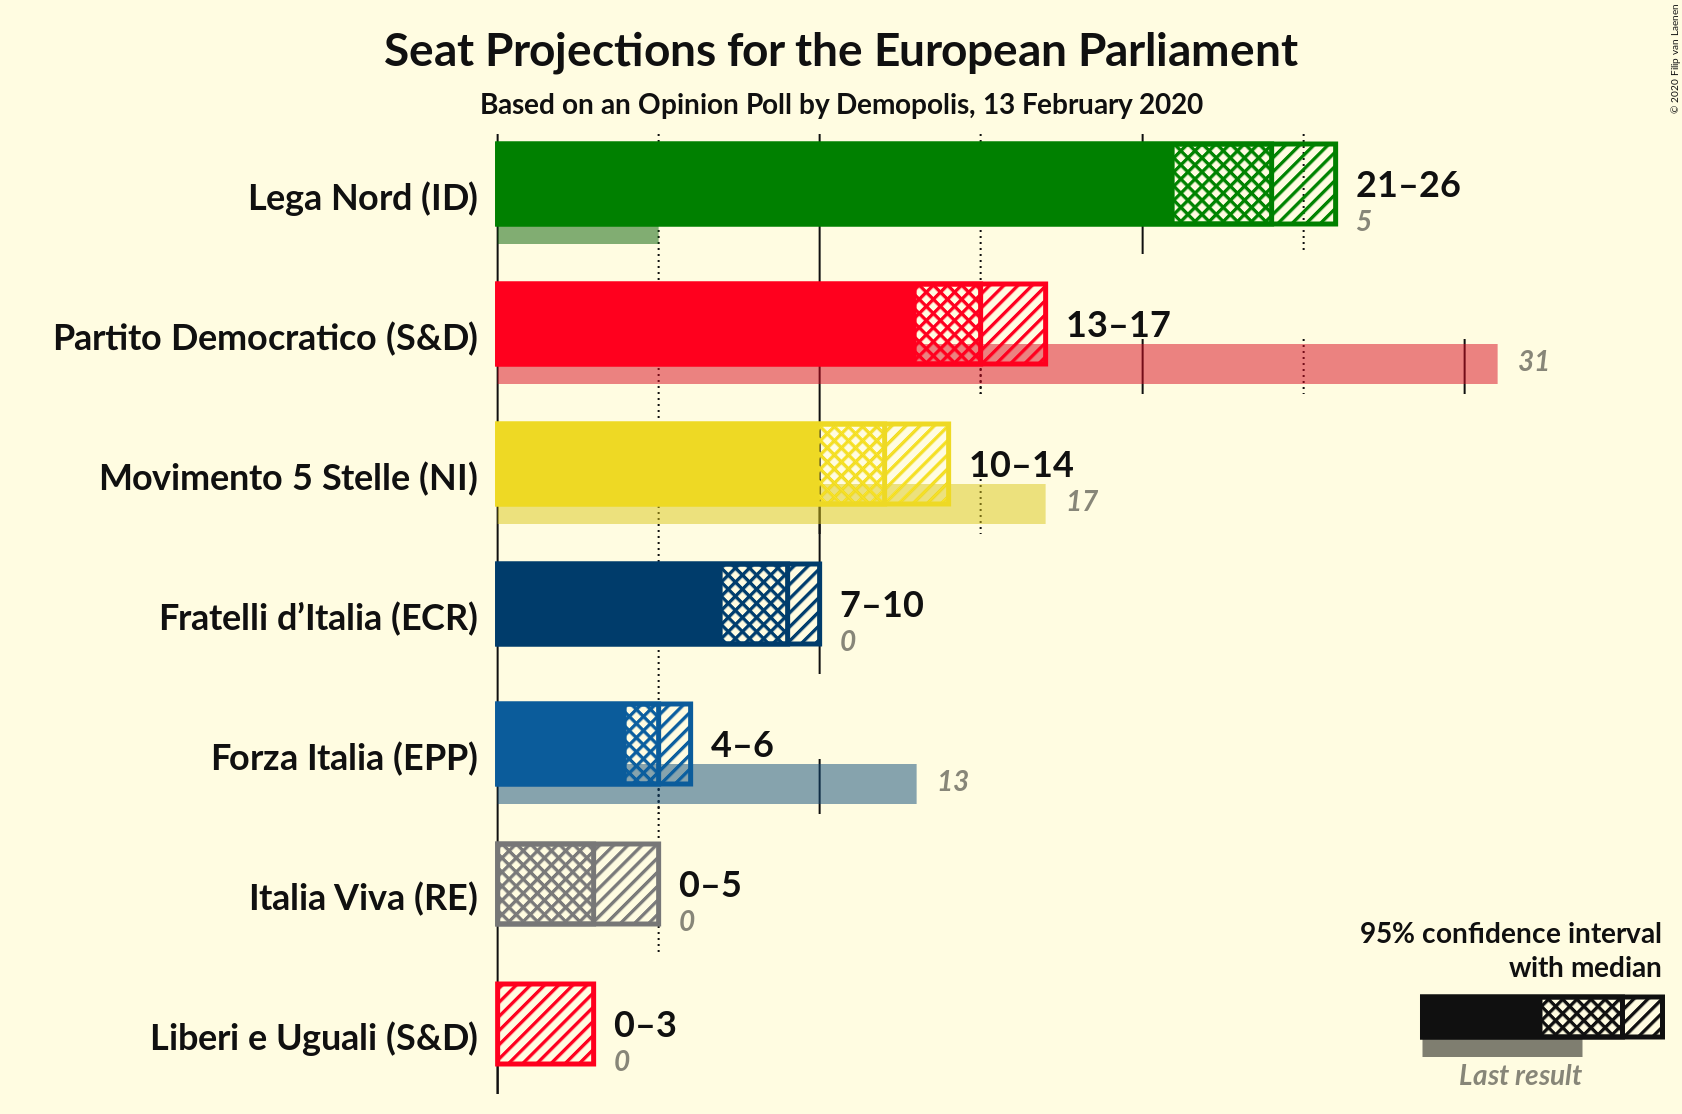 Seat Projections for the European Parliament
Based on an Opinion Poll by Demopolis, 13 February 2020
© 2020 Filip van Laenen
Lega Nord (ID)
21–26
5
Partito Democratico (S&D)
13–17
31
Movimento 5 Stelle (NI)
10–14
17
Fratelli d’Italia (ECR)
7–10
0
Forza Italia (EPP)
4–6
13
Italia Viva (RE)
0–5
0
Liberi e Uguali (S&D)
0–3
0
95% confidence interval
with median
Last result